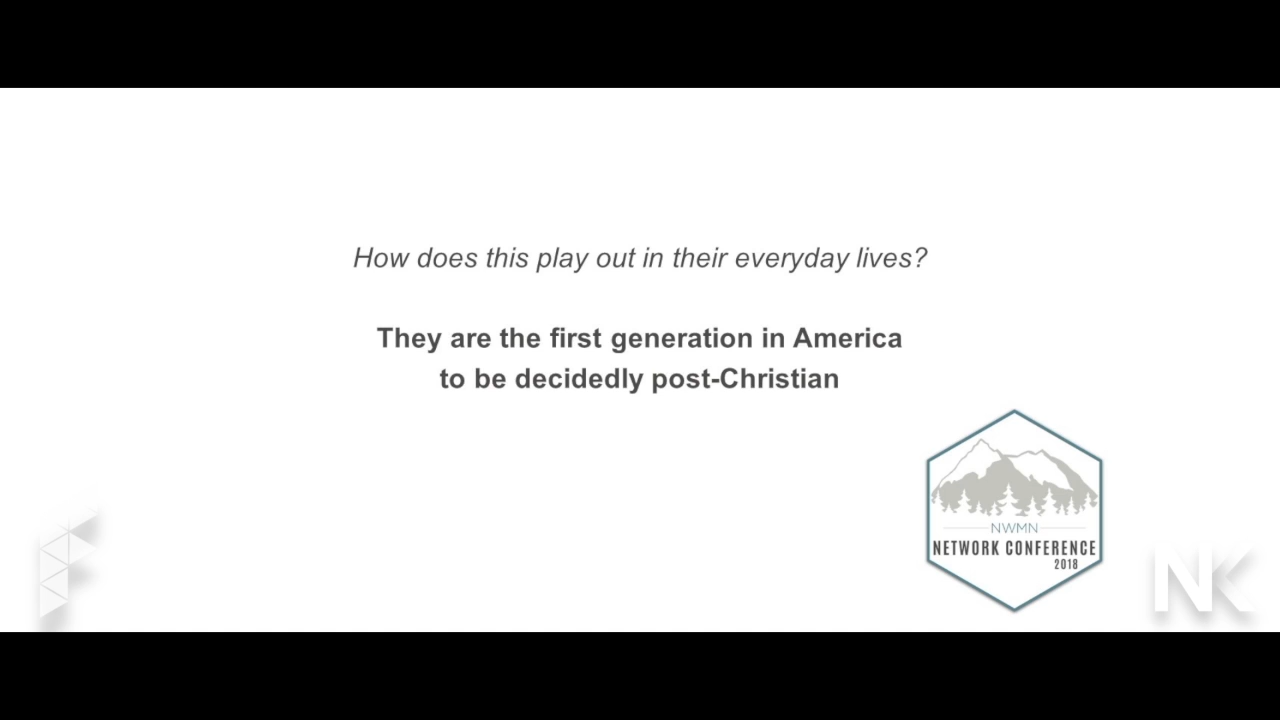 How does this play out in their everyday lives?
They are the first generation in America
to be decidedly post-Christian
NWMN
NETWORK CONFERENCE
2018
NK